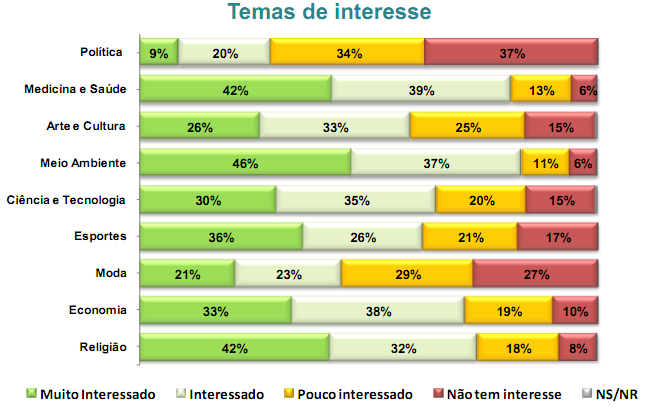 Temas de interesse
Política 9% 20% 34% 37%
Medicina e Saúde 42% 39% 13% 6%
Arte e Cultura 26% 33% 25% 15%
Meio Ambiente 46% 37% 11% 6%
Ciência e Tecnologia 30% 35% 20% 15%
Esportes 36% 26% 21% 17%
Moda 21% 23% 29% 27%
Economia 33% 38% 19% 10%
Religião 42% 32% 18% 8%
Muito Interessado Interessado Pouco interessado Não tem interesse NS/NR